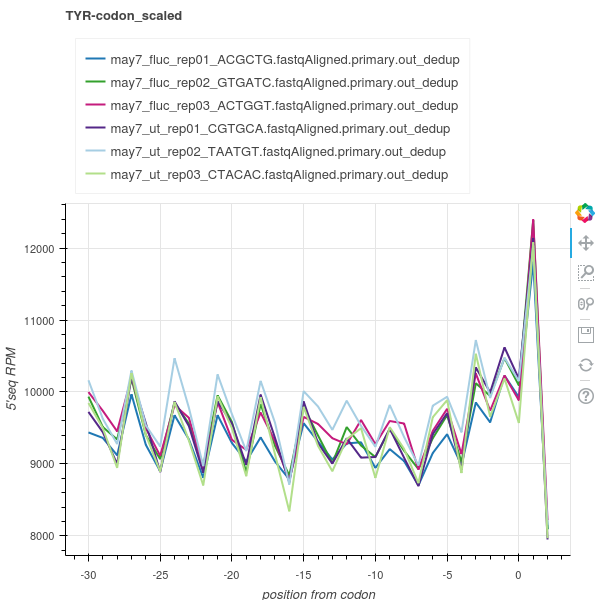 TYR-codon_scaled
may7_fluc_rep01_ACGCTG.fastqAligned.primary.out_dedup
may7_fluc_rep02_GTGATC.fastqAligned.primary.out_dedup
may7_fluc_rep03_ACTGGT.fastqAligned.primary.out_dedup
may7_ut_rep01_CGTGCA.fastqAligned.primary.out_dedup
may7_ut_rep02_TAATGT.fastqAligned.primary.out_dedup
may7_ut_rep03_CTACAC.fastqAligned.primary.out_dedup
12000
11000
10000
9000
8000
5'seq RPM
-30 -25 -20 -15 -10 -5 0
position from codon